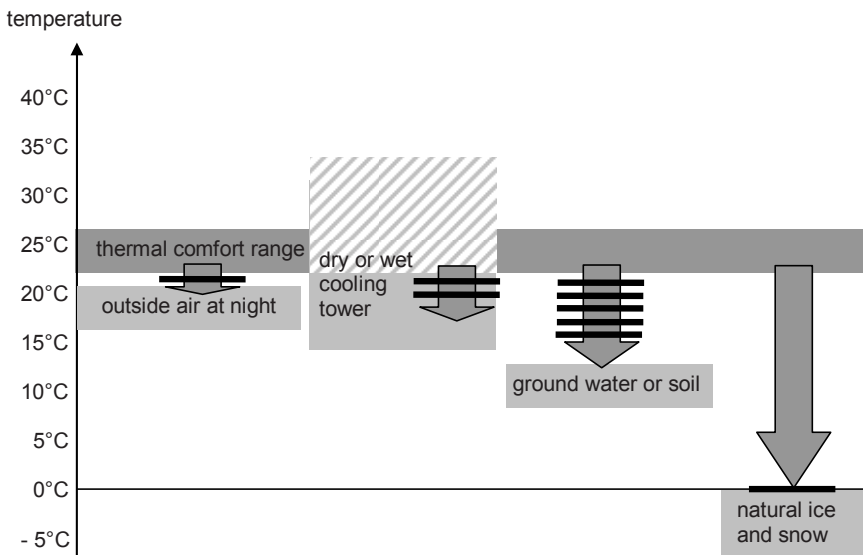 temperature
40°C
35°C
30°C
25°C
20°C
15°C
10°C
5°C
0°C
- 5°C
thermal comfort range
outside air at night
dry or wet
cooling
tower
ground water or soil
natural ice
and snow